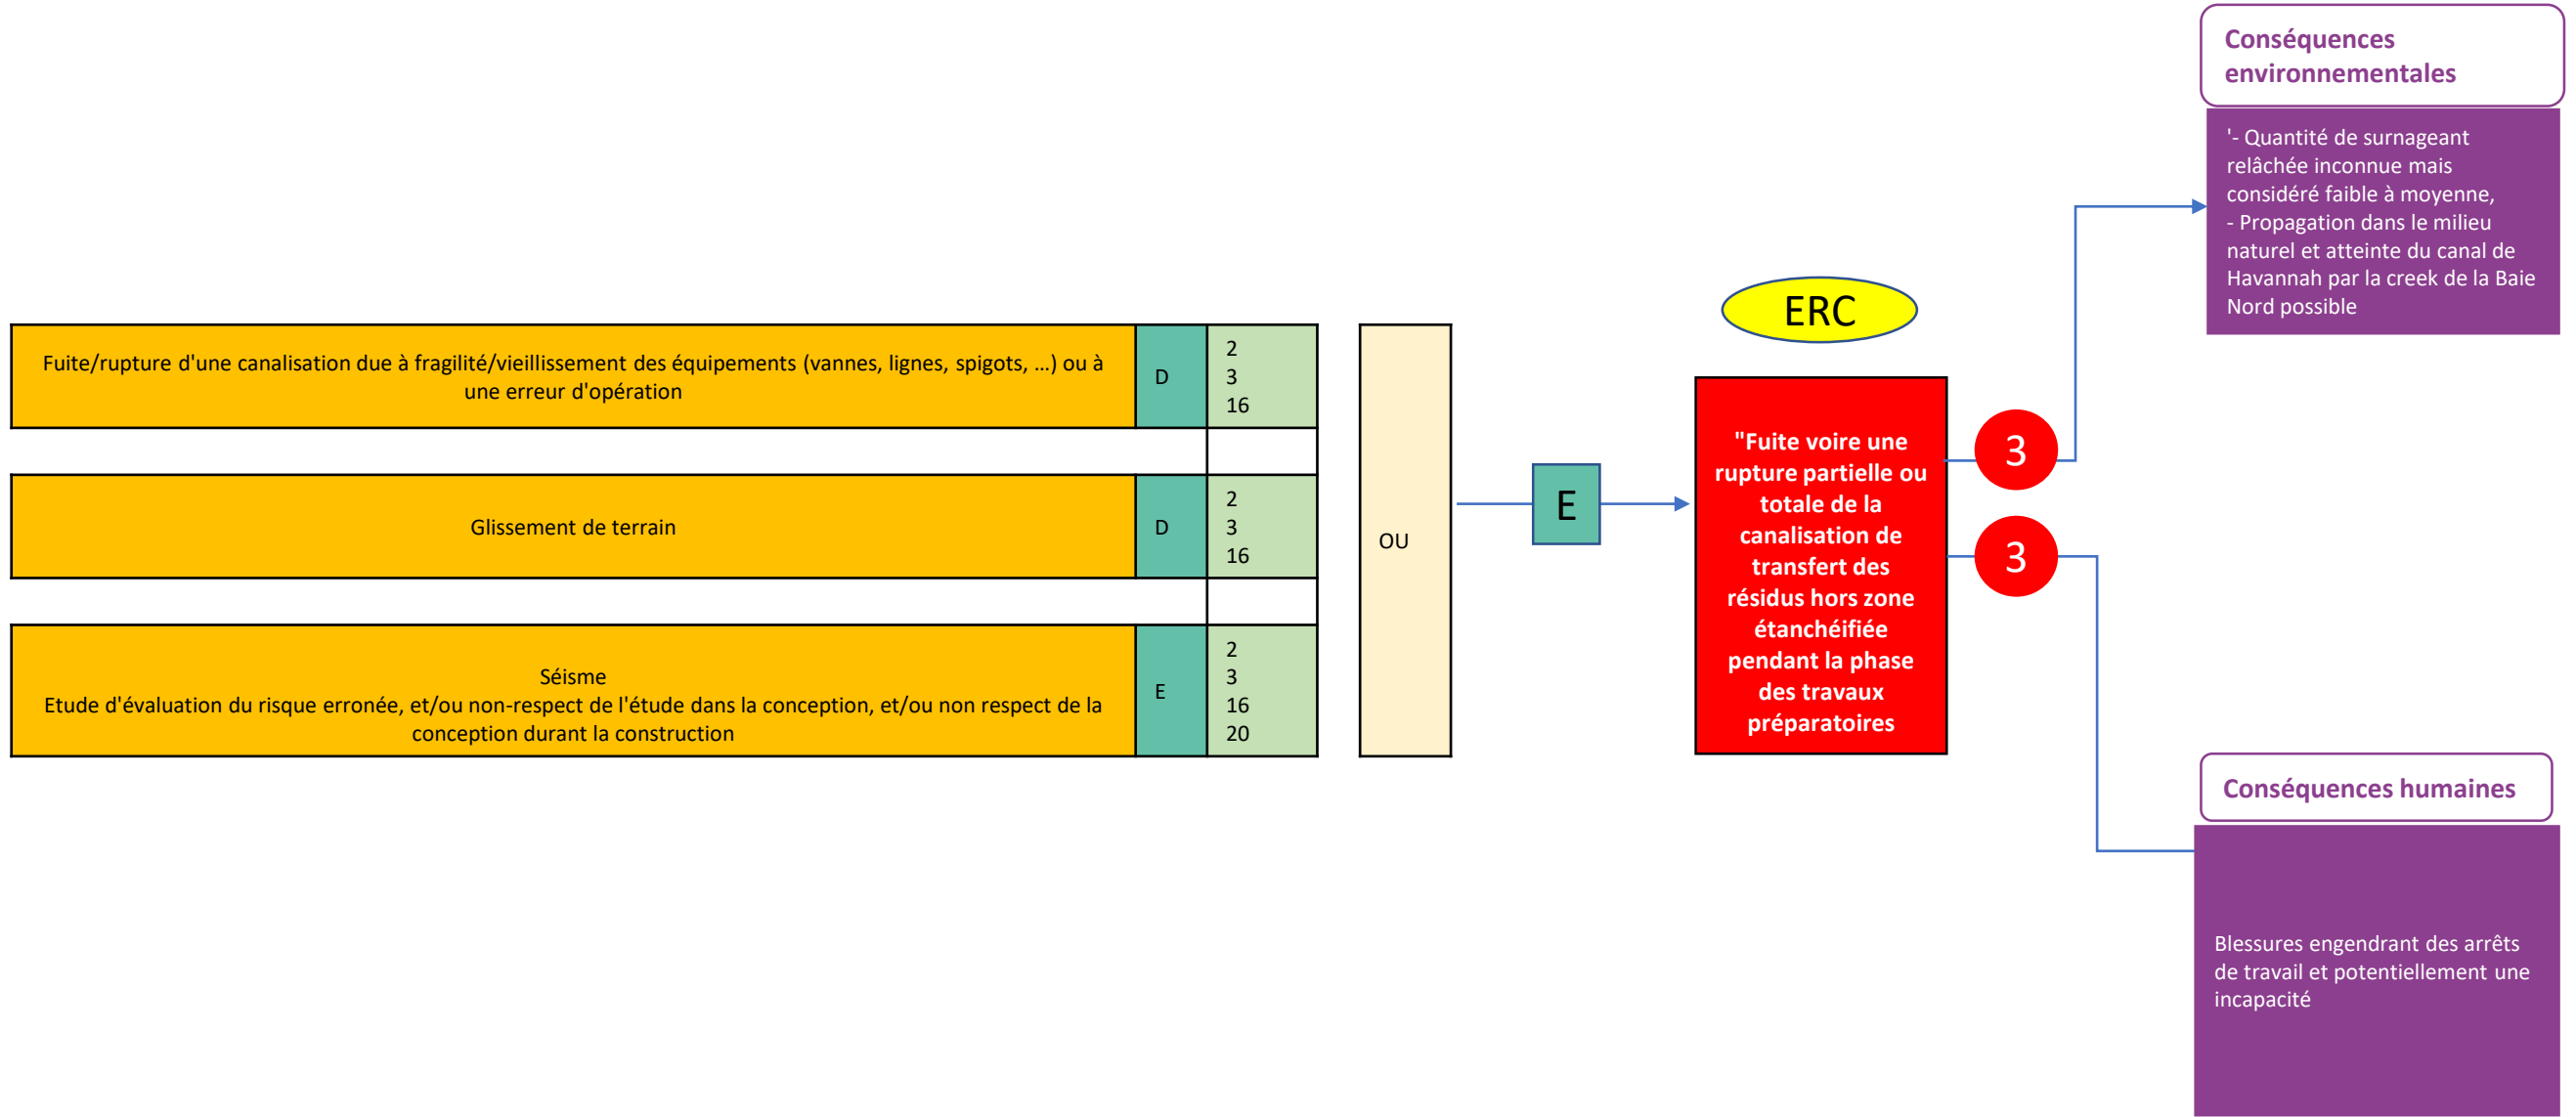 Fuite/rupture d'une canalisation due à fragilité/vieillissement des équipements (vannes, lignes, spigots, ...) ou à
une erreur d'opération
D
2
3
16
Glissement de terrain
D
2
3
16
Séisme
Etude d'évaluation du risque erronée, et/ou non-respect de l'étude dans la conception, et/ou non respect de la
conception durant la construction
E
2
3
16
20
OU
E
ERC
"Fuite voire une
rupture partielle ou
totale de la
canalisation de
transfert des
résidus hors zone
étanchéifiée
pendant la phase
des travaux
préparatoires
3
3
Conséquences
environnementales
'- Quantité de surnageant
relâchée inconnue mais
considéré faible à moyenne,
- Propagation dans le milieu
naturel et atteinte du canal de
Havannah par la creek de la Baie
Nord possible
Conséquences humaines
Blessures engendrant des arrêts
de travail et potentiellement une
incapacité